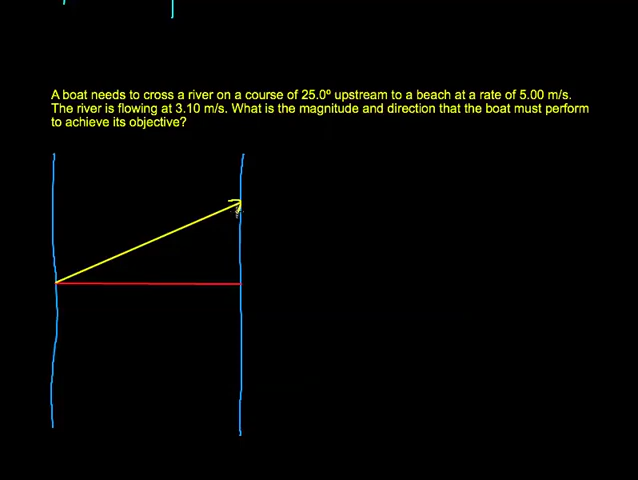 A boat needs to cross a river on a course of 25.0º upstream to a beach at a rate of 5.00 m/s.
The river is flowing at 3.10 m/s. What is the magnitude and direction that the boat must perform
to achieve its objective?